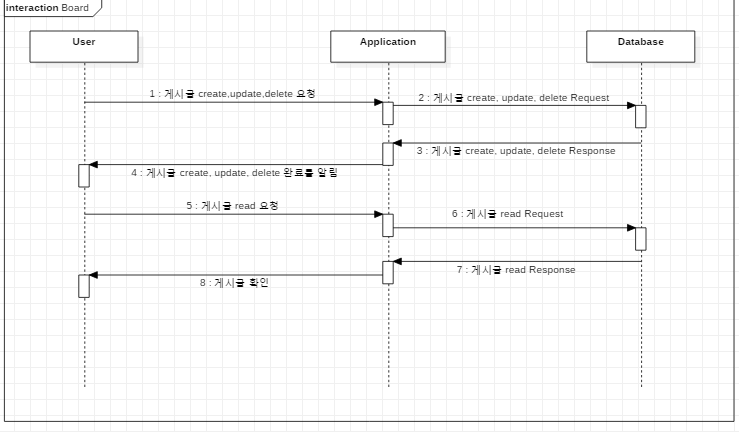 interaction Board
User
Application
Database
1 : 게시글 create,update,delete 요청
2 : 게시글 create, update, delete Request
3 : 게시글 create, update, delete Response
4 : 게시글 create, update, delete 완료를 알림
5 : 게시글 read 요청
6 : 게시글 read Request
7 : 게시글 read Response
8 : 게시글 확인